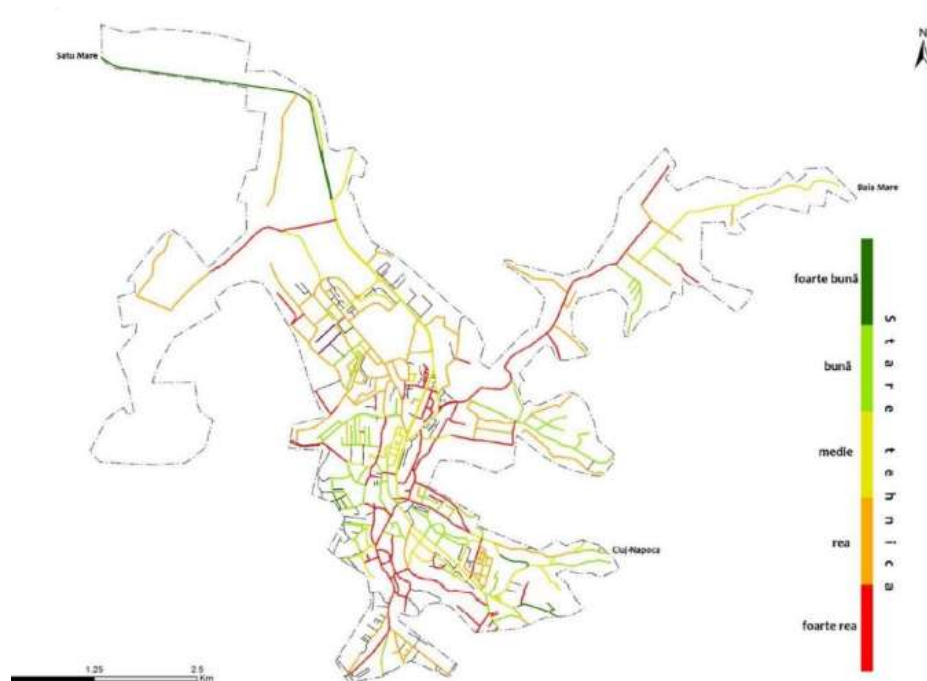 N
Satu Mare
Baia Mare
Cluj-Napoca
foarte bună
bună
medie
rea
foarte rea
Stare tehnica
1.25
2.5
Km